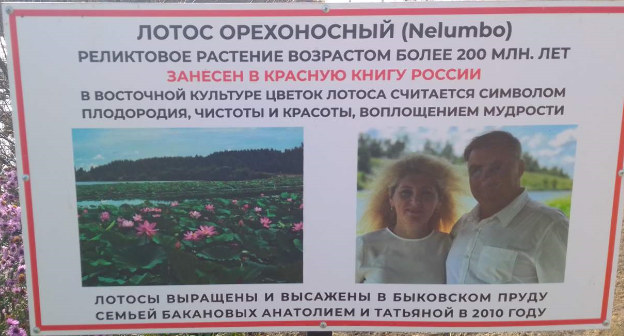 ЛОТОС ОРЕХОНОСНЫЙ (Nelumbo)
РЕЛИКТОВОЕ РАСТЕНИЕ ВОЗРАСТОМ БОЛЕЕ 200 МЛН. ЛЕТ
ЗАНЕСЕН В КРАСНУЮ КНИГУ РОССИИ
В ВОСТОЧНОЙ КУЛЬТУРЕ ЦВЕТОК ЛОТОСА СЧИТАЕТСЯ СИМВОЛОМ
ПЛОДОРОДИЯ, ЧИСТОТЫ И КРАСОТЫ, ВОПЛОЩЕНИЕМ МУДРОСТИ
ЛОТОСЫ ВЫРАЩЕНЫ И ВЫСАЖЕНЫ В БЫКОВСКОМ ПРУДУ
СЕМЬЕЙ БАКАНОВЫХ АНАТОЛИЕМ И ТАТЬЯНОЙ В 2010 ГОДУ